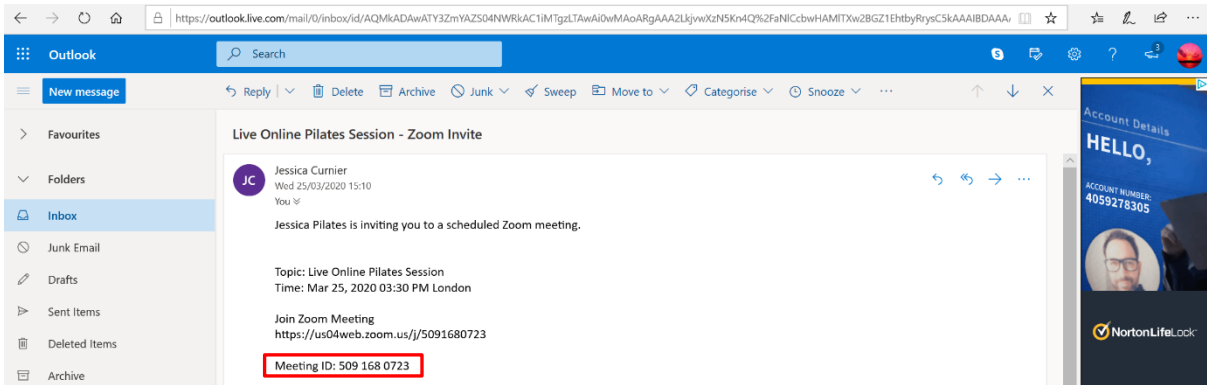 https://outlook.live.com/mail/0/inbox/id/AQMkADAwATY3ZmYAZS04NWRkAC1iMTgzLTAwAi0wMAoARgAAA2LkjvwXzN5Kn4Q%2FaNlCcbwHAMlTXw2BGZ1EhtbyRrysC5kAAAIBDAAA/
Outlook
Search
3
New message
Reply
Delete
Archive
Junk
Sweep
Move to
Categorise
Snooze
Favourites
Folders
Inbox
Junk Email
Drafts
Sent Items
Deleted Items
Archive
Live Online Pilates Session - Zoom Invite
JC
Jessica Curnier
Wed 25/03/2020 15:10
You
Jessica Pilates is inviting you to a scheduled Zoom meeting.
Topic: Live Online Pilates Session
Time: Mar 25, 2020 03:30 PM London
Join Zoom Meeting
https://us04web.zoom.us/j/5091680723
Meeting ID: 509 168 0723
Account Details
HELLO,
ACCOUNT NUMBER:
4059278305
NortonLifeLock